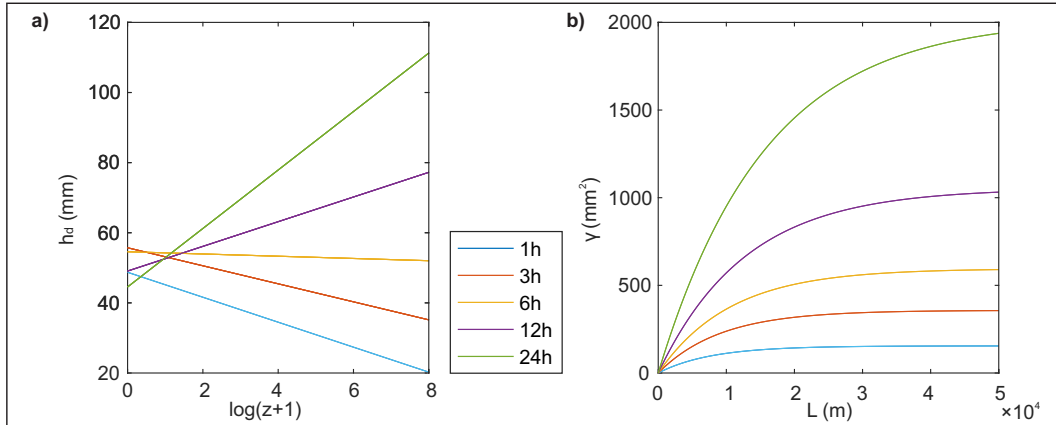 a)
120
100
80
60
40
20
h_d (mm)
0 2 4 6 8
log(z+1)
1h
3h
6h
12h
24h
b)
2000
1500
1000
500
0
γ (mm²)
0 1 2 3 4 5
×10⁴
L (m)